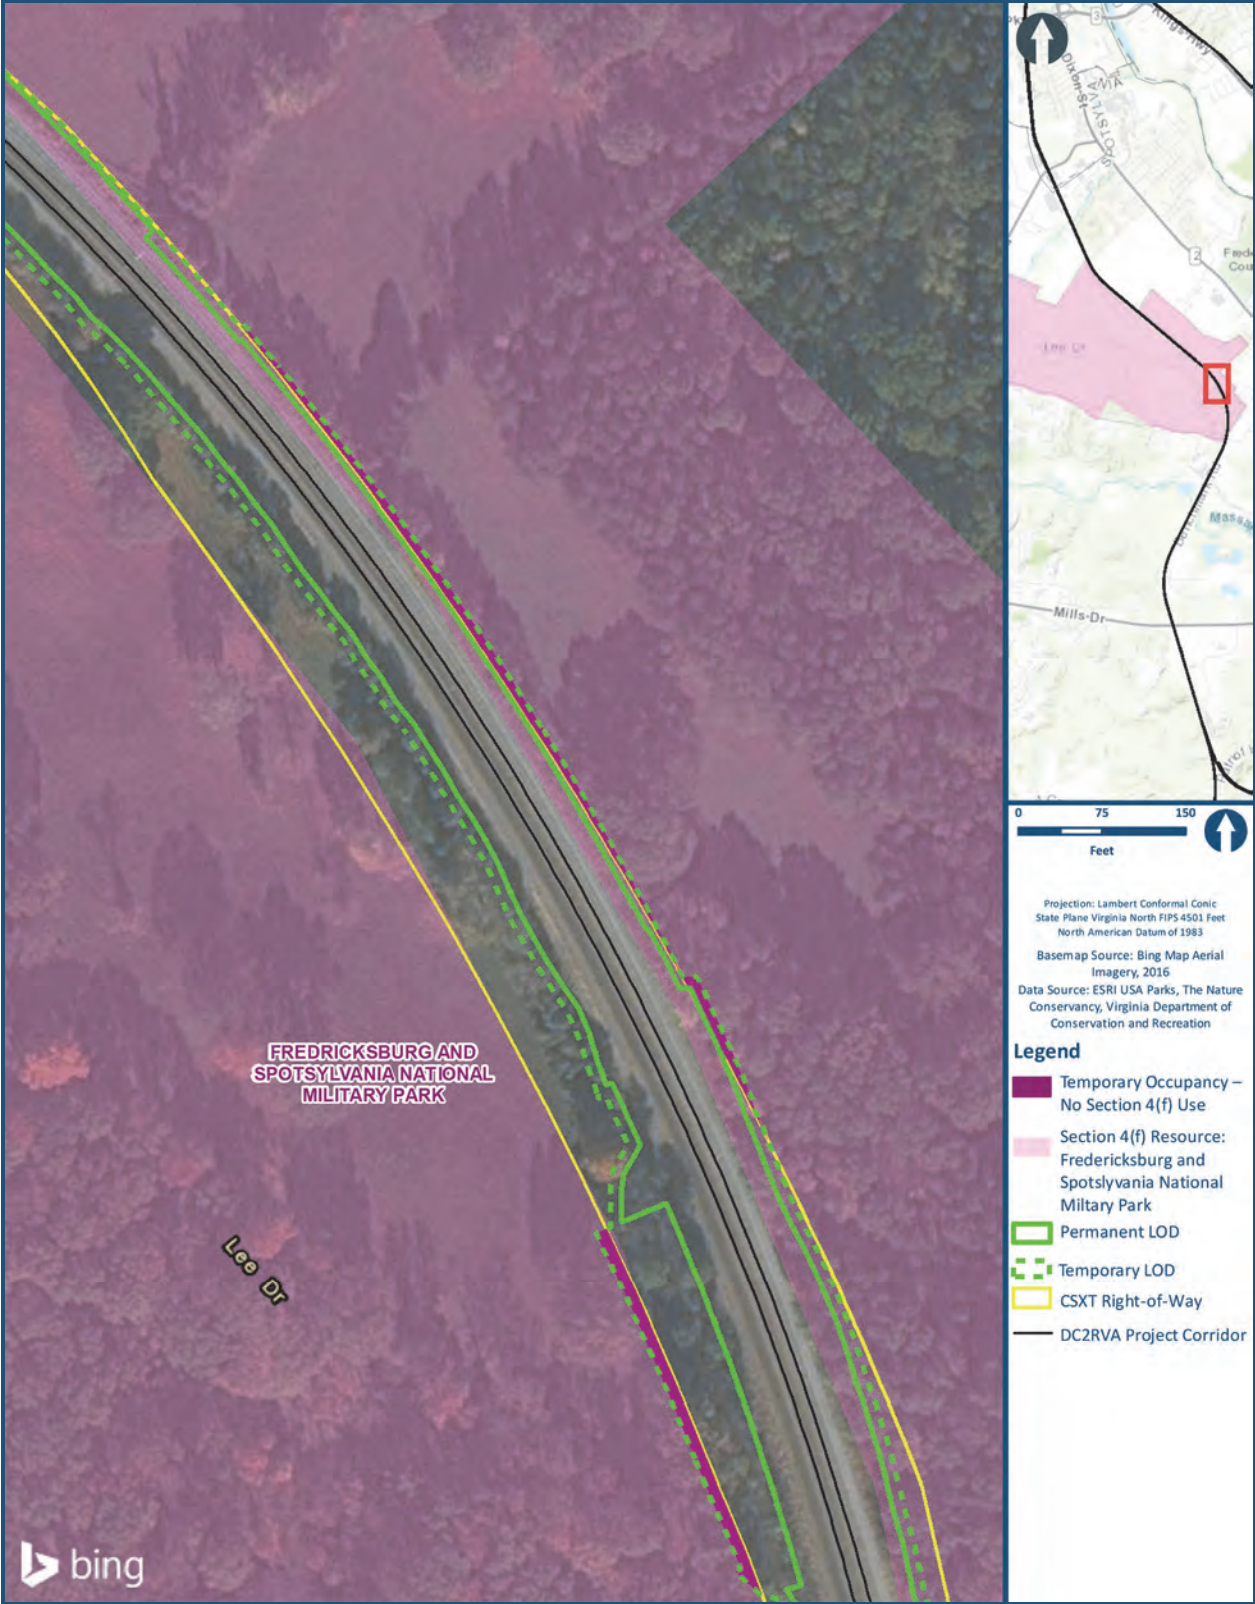 FREDRICKSBURG AND
SPOTSYLVANIA NATIONAL
MILITARY PARK
Lee Dr
bing
3
Kings Hwy
Dixon-St
2
Lee Dr
Mills-Dr
0 75 150
Feet
Projection: Lambert Conformal Conic
State Plane Virginia North FIPS 4501 Feet
North American Datum of 1983
Basemap Source: Bing Map Aerial
Imagery, 2016
Data Source: ESRI USA Parks, The Nature
Conservancy, Virginia Department of
Conservation and Recreation
Legend
Temporary Occupancy –
No Section 4(f) Use
Section 4(f) Resource:
Fredericksburg and
Spotslyvania National
Miltary Park
Permanent LOD
Temporary LOD
CSXT Right-of-Way
DC2RVA Project Corridor